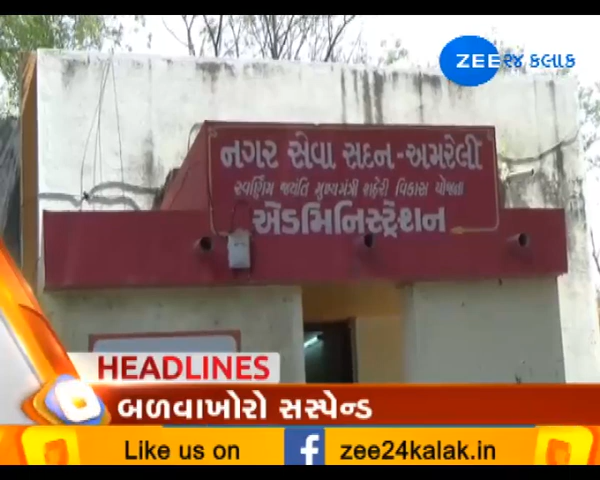 ZEE ૨૪ કલાક
નગર સેવા સદન-અમરેલી
સ્વર્ણિમ જયંતિ મુખ્યમંત્રી શહેરી વિકાસ યોજના
એડમિનિસ્ટ્રેશન
HEADLINES
બળવાખોરો સસ્પેન્ડ
Like us on f zee24kalak.in